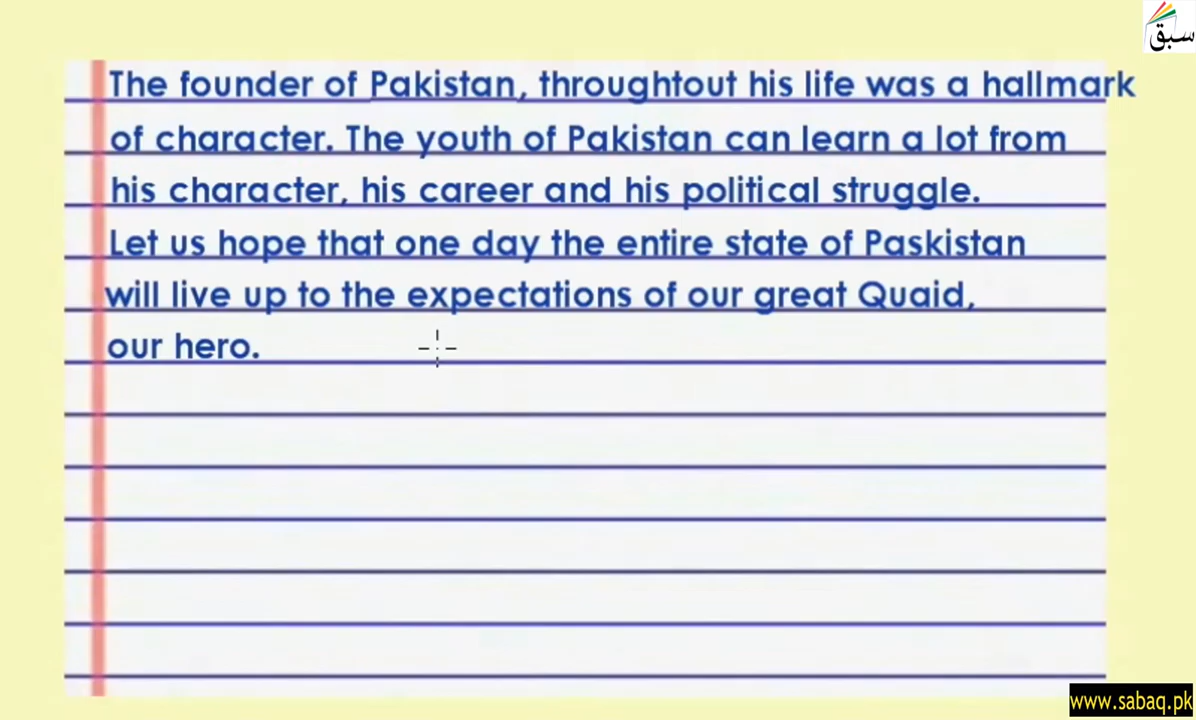 سبق
The founder of Pakistan, throughtout his life was a hallmark
of character. The youth of Pakistan can learn a lot from
his character, his career and his political struggle.
Let us hope that one day the entire state of Paskistan
will live up to the expectations of our great Quaid,
our hero.
www.sabaq.pk